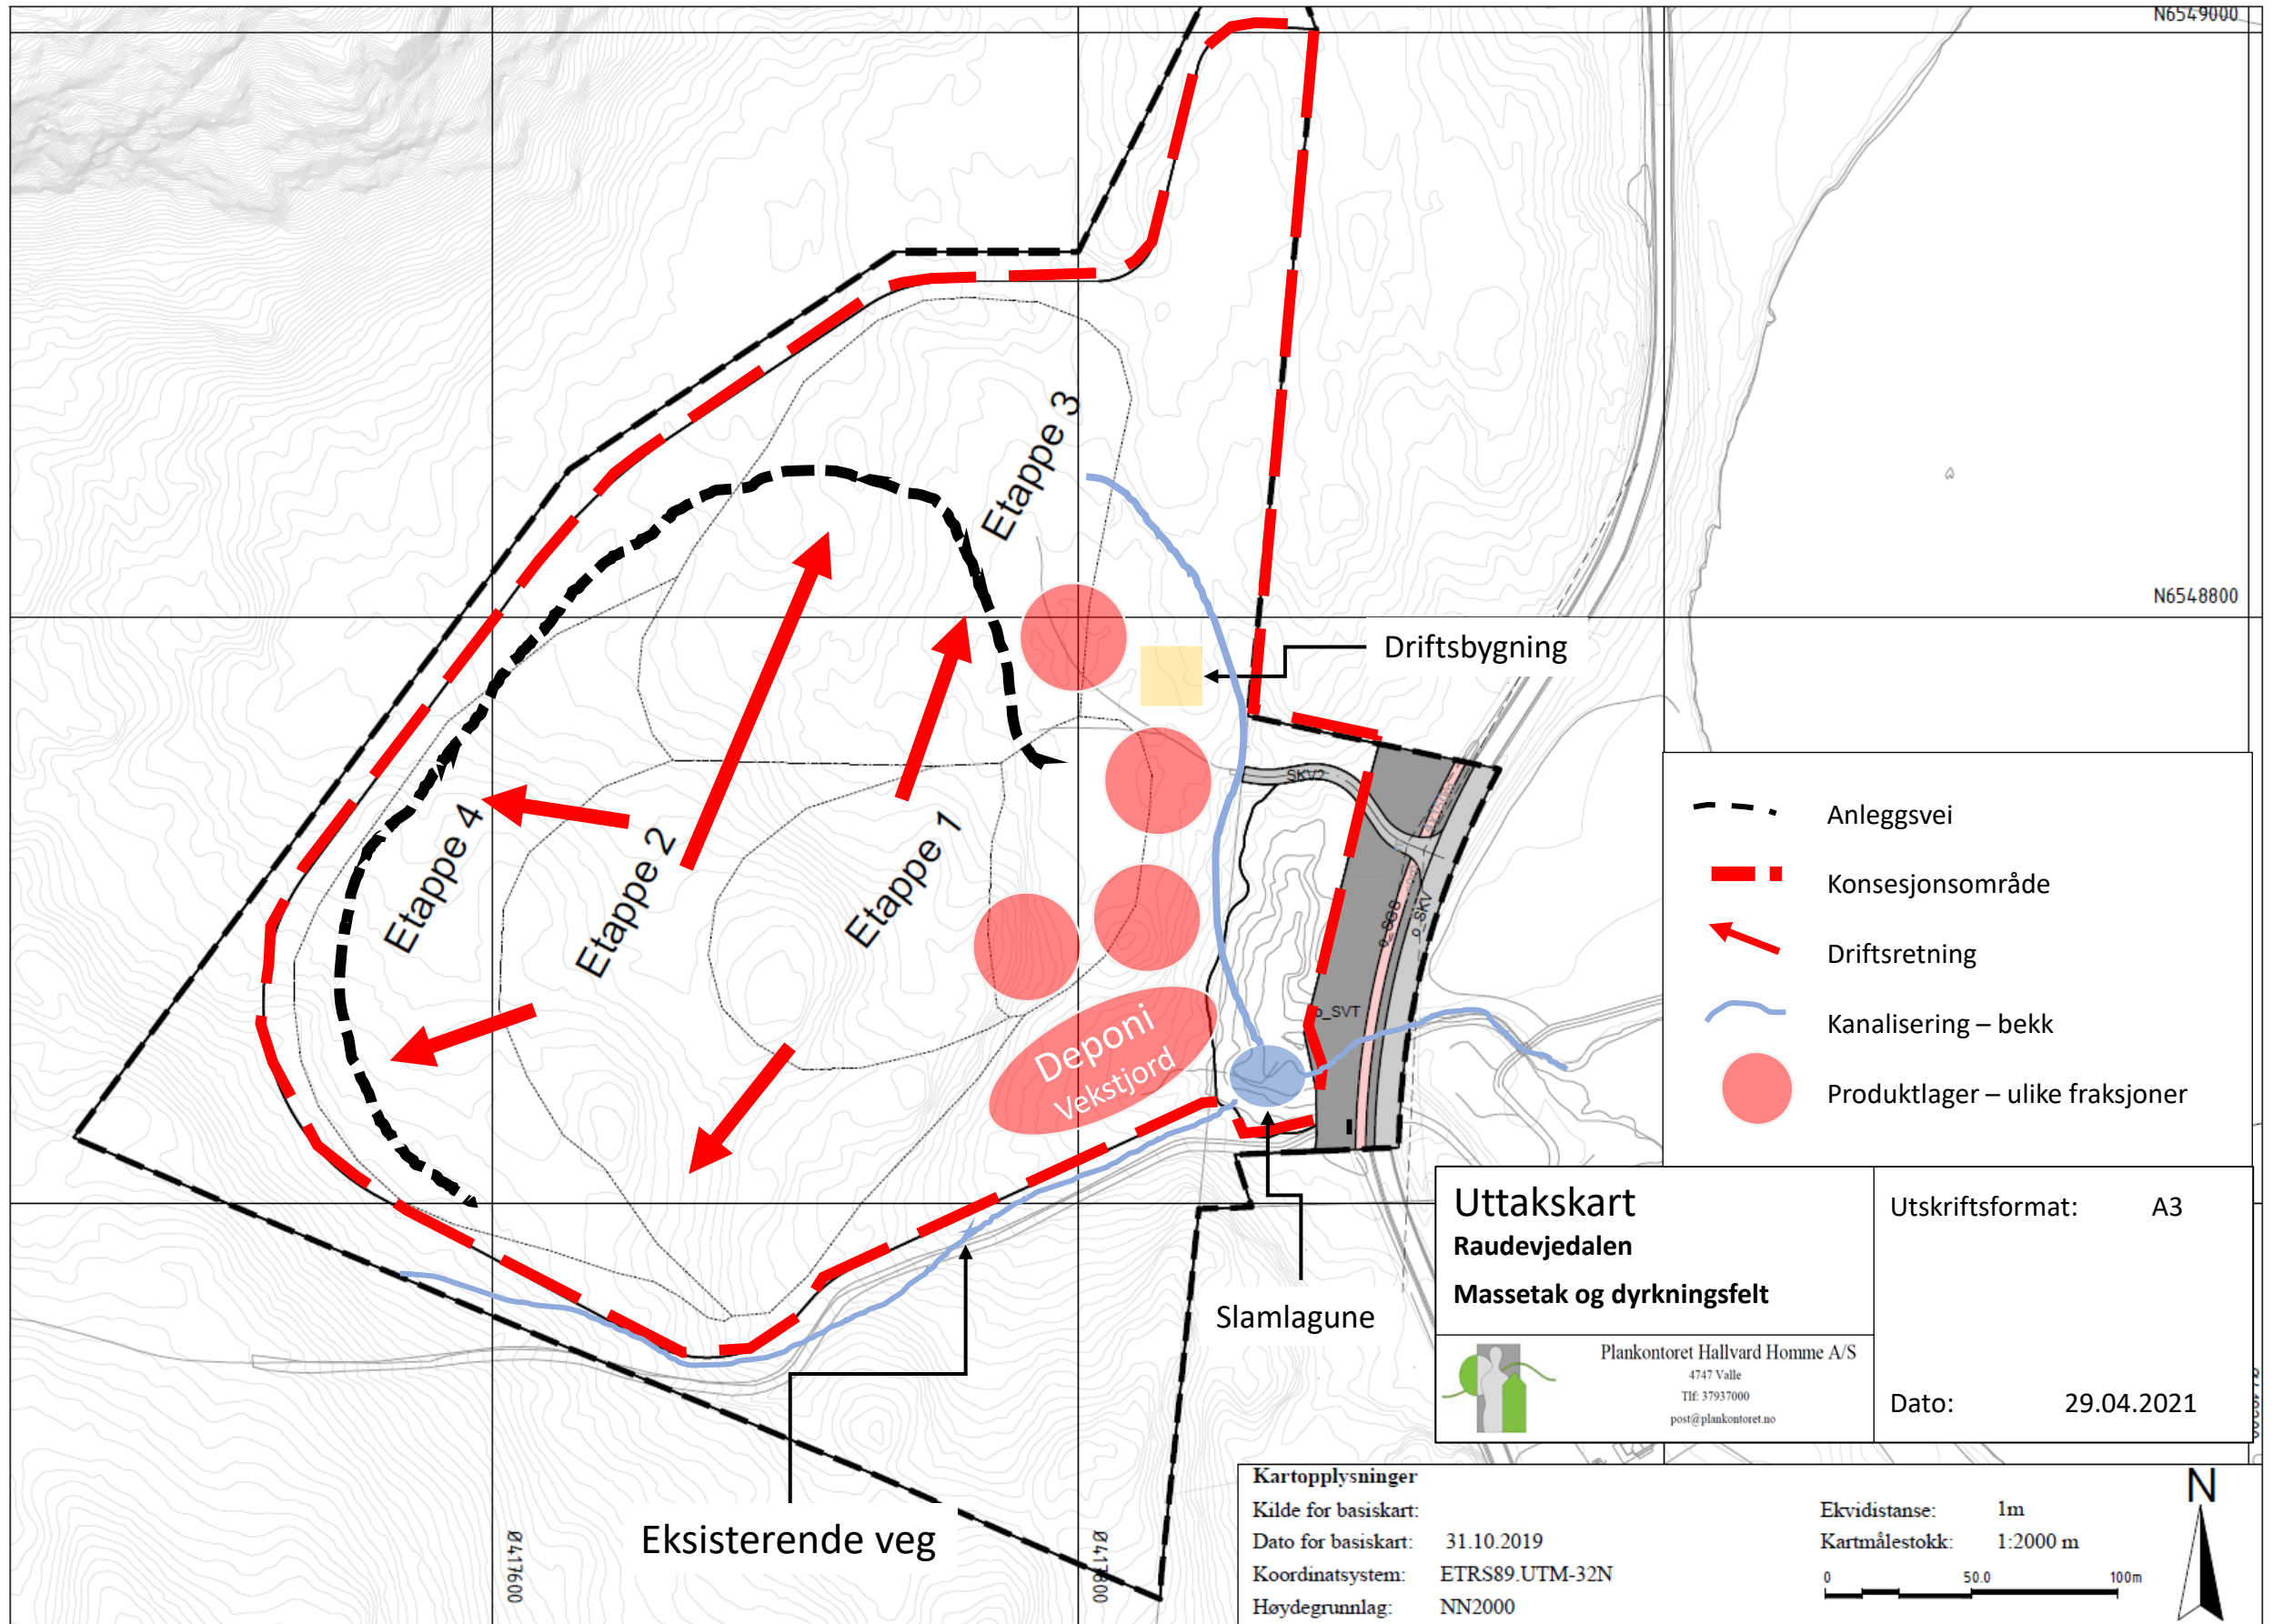 N6549000
Etappe 3
N6548800
Driftsbygning
SKV2
Etappe 4
Etappe 2
Etappe 1
o_SGS
o_SKV
o_SVT
Deponi
Vekstjord
Anleggsvei
Konsesjonsområde
Driftsretning
Kanalisering – bekk
Produktlager – ulike fraksjoner
Slamlagune
Eksisterende veg
Ø417600
Ø417800
Uttakskart
Raudevjedalen
Massetak og dyrkningsfelt
Utskriftsformat: A3
Dato: 29.04.2021
Plankontoret Hallvard Homme A/S
4747 Valle
Tlf: 37937000
post@plankontoret.no
Kartopplysninger
Kilde for basiskart:
Dato for basiskart: 31.10.2019
Koordinatsystem: ETRS89.UTM-32N
Høydegrunnlag: NN2000
Ekvidistanse: 1m
Kartmålestokk: 1:2000 m
0 50.0 100m
N